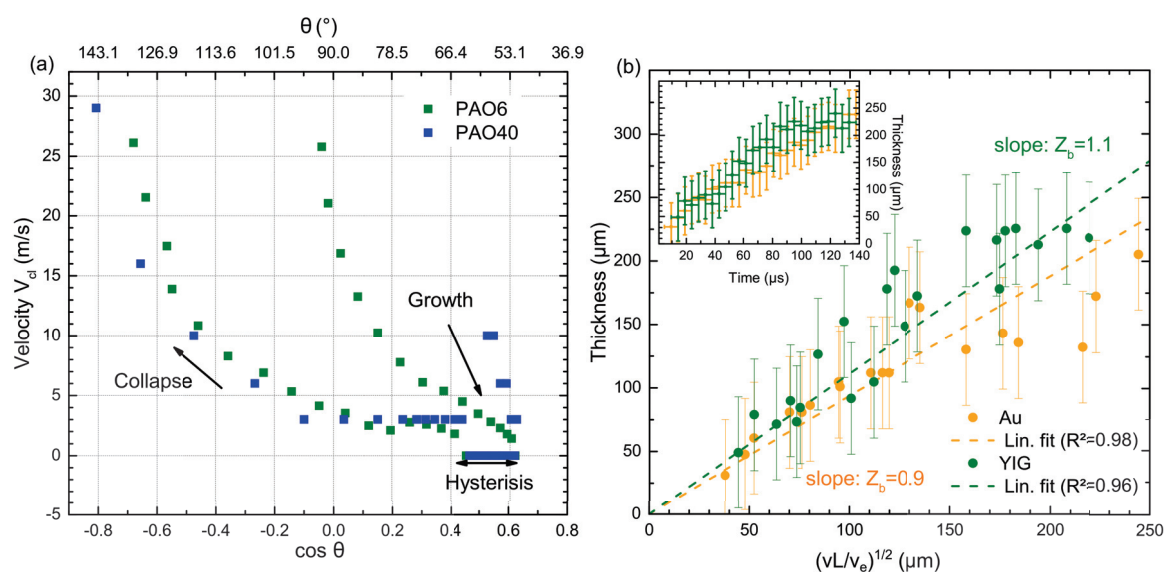 θ (°)
143.1 126.9 113.6 101.5 90.0 78.5 66.4 53.1 36.9
(a)
30
25
20
15
10
5
0
-5
Velocity V_cl (m/s)
PAO6
PAO40
Growth
Collapse
Hysterisis
-0.8 -0.6 -0.4 -0.2 0.0 0.2 0.4 0.6 0.8
cos θ
(b)
350
300
250
200
150
100
50
0
Thickness (µm)
250
200
150
100
50
0
Thickness (µm)
20 40 60 80 100 120 140
Time (µs)
slope: Z_b=1.1
slope: Z_b=0.9
Au
Lin. fit (R²=0.98)
YIG
Lin. fit (R²=0.96)
0 50 100 150 200 250
(νL/v_e)^1/2 (µm)